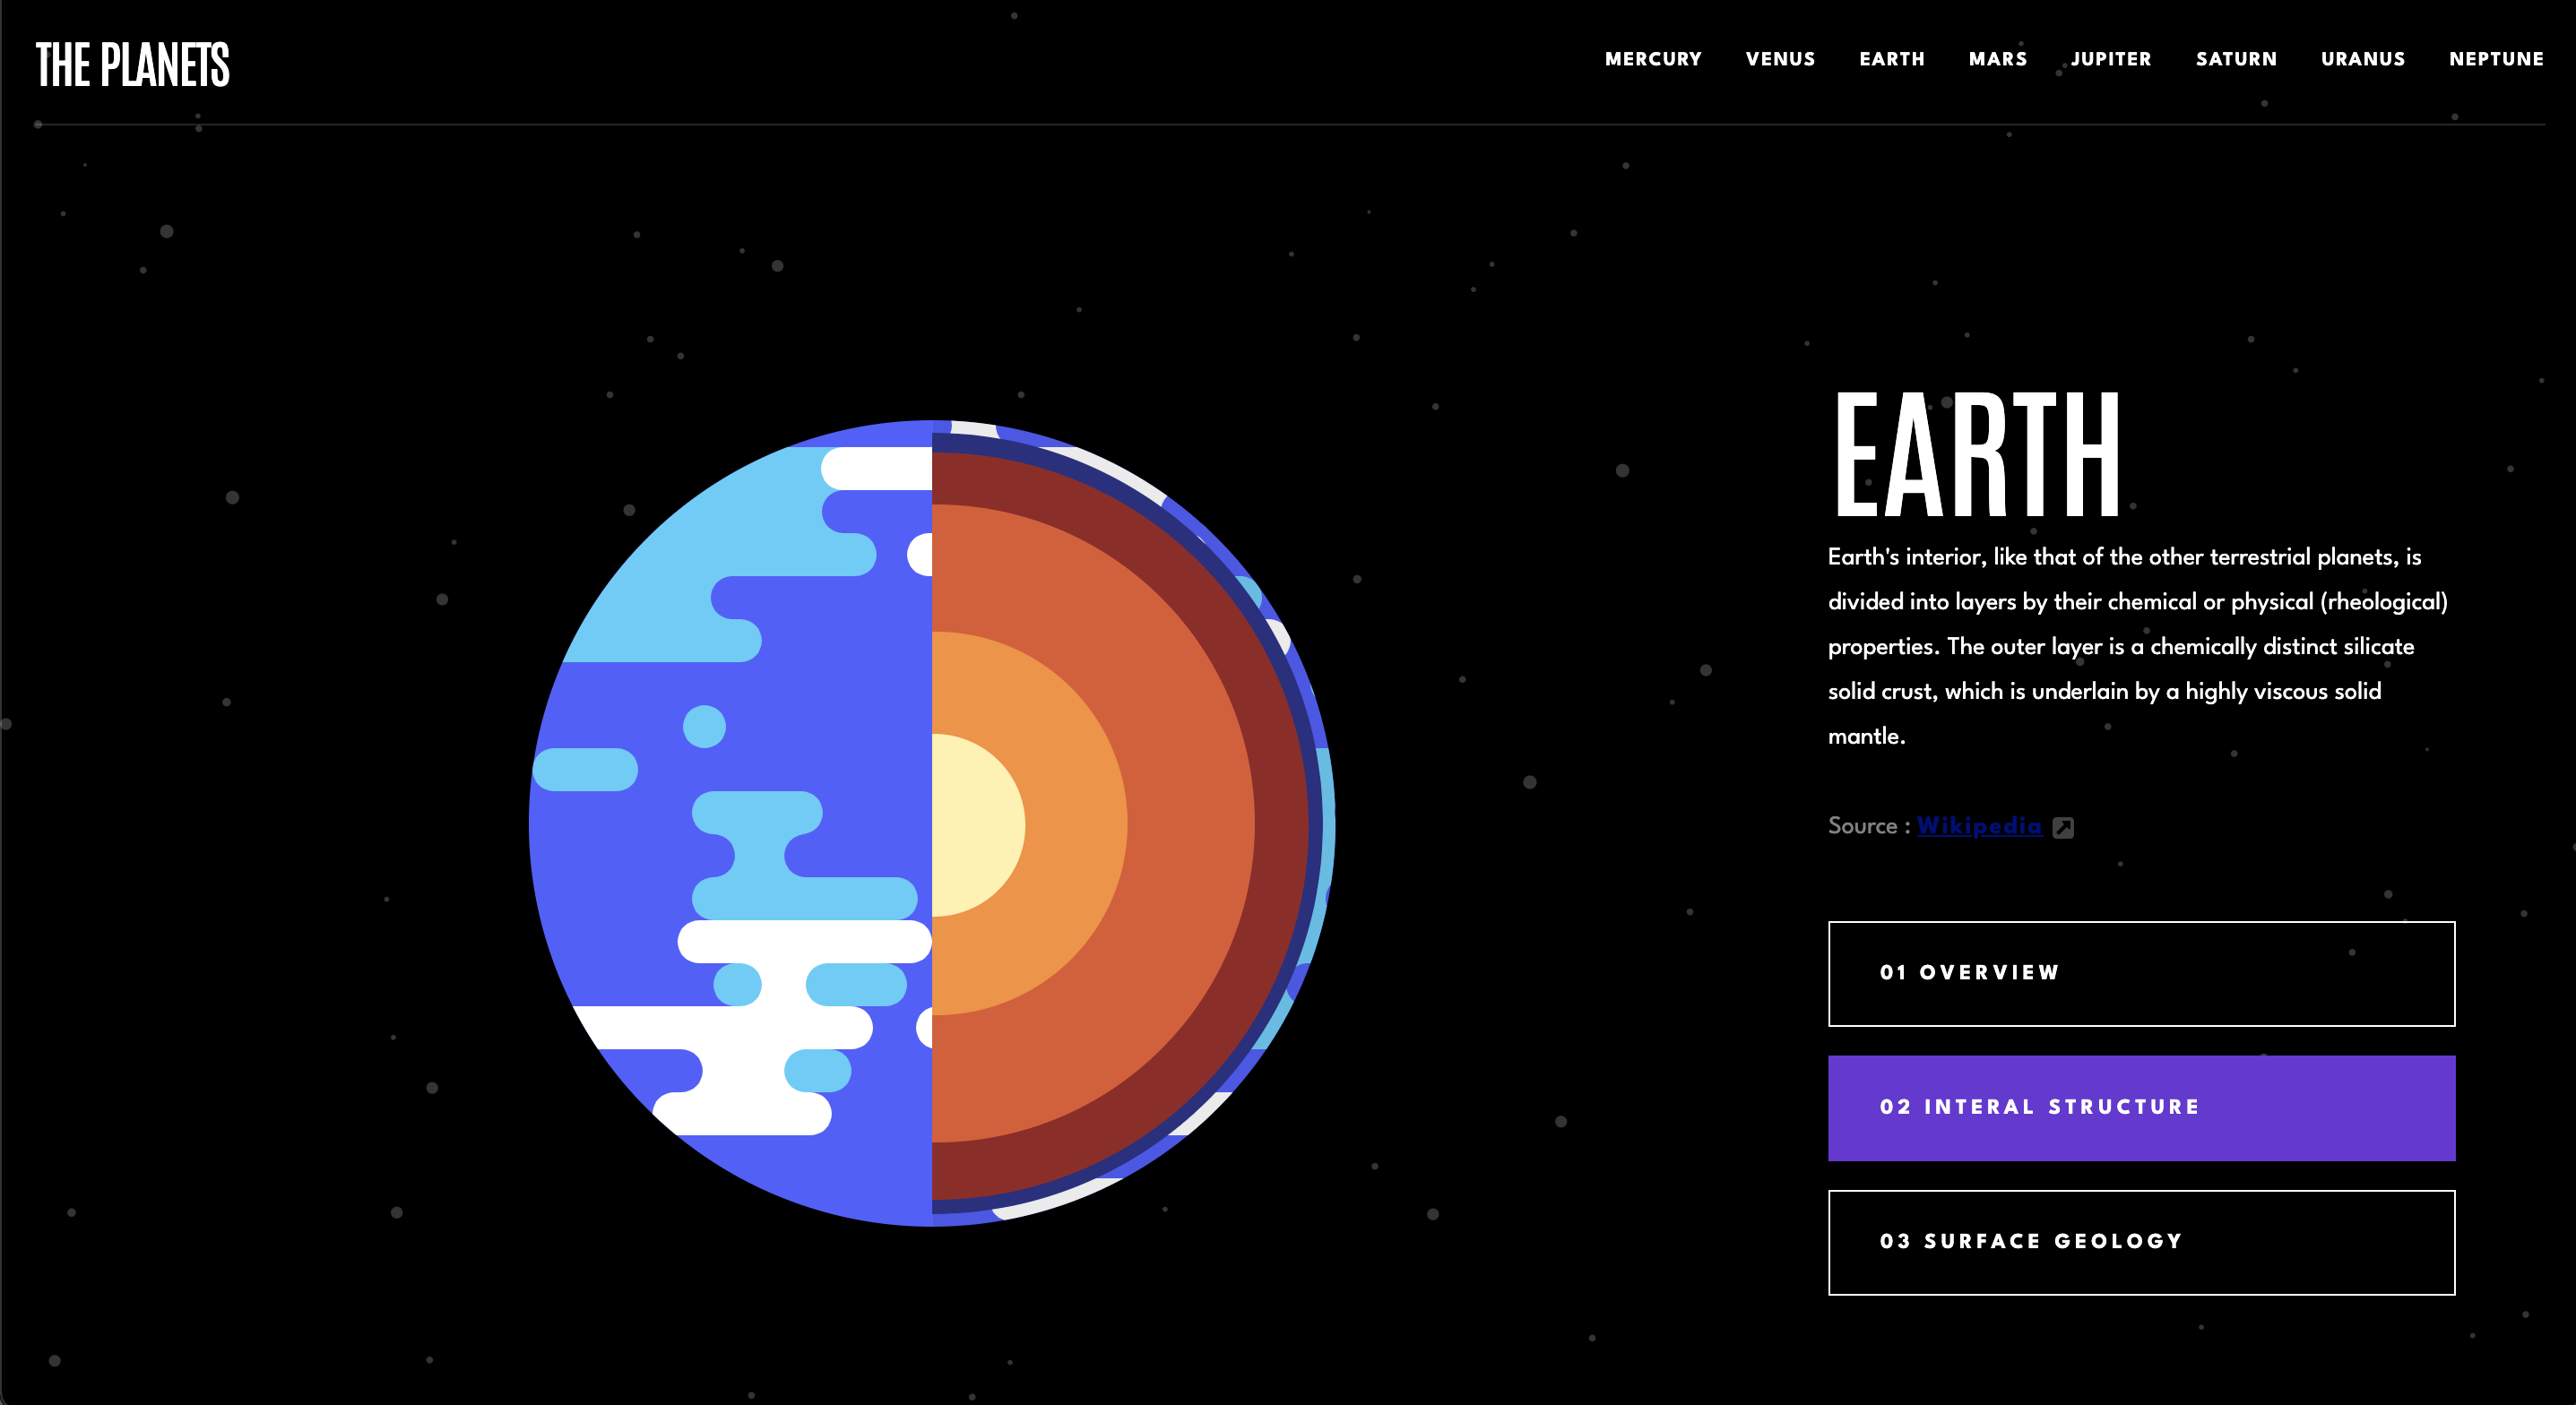 THE PLANETS
MERCURY VENUS EARTH MARS JUPITER SATURN URANUS NEPTUNE
EARTH
Earth's interior, like that of the other terrestrial planets, is
divided into layers by their chemical or physical (rheological)
properties. The outer layer is a chemically distinct silicate
solid crust, which is underlain by a highly viscous solid
mantle.
Source : Wikipedia
01 OVERVIEW
02 INTERAL STRUCTURE
03 SURFACE GEOLOGY